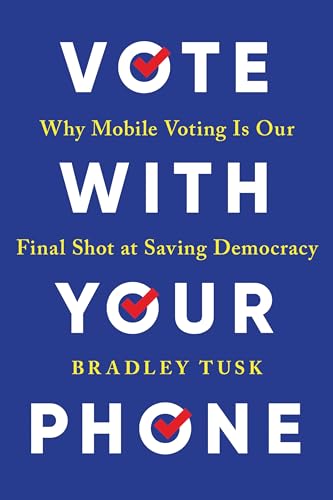 VOTE
Why Mobile Voting Is Our
WITH
Final Shot at Saving Democracy
YOUR
BRADLEY TUSK
PHONE